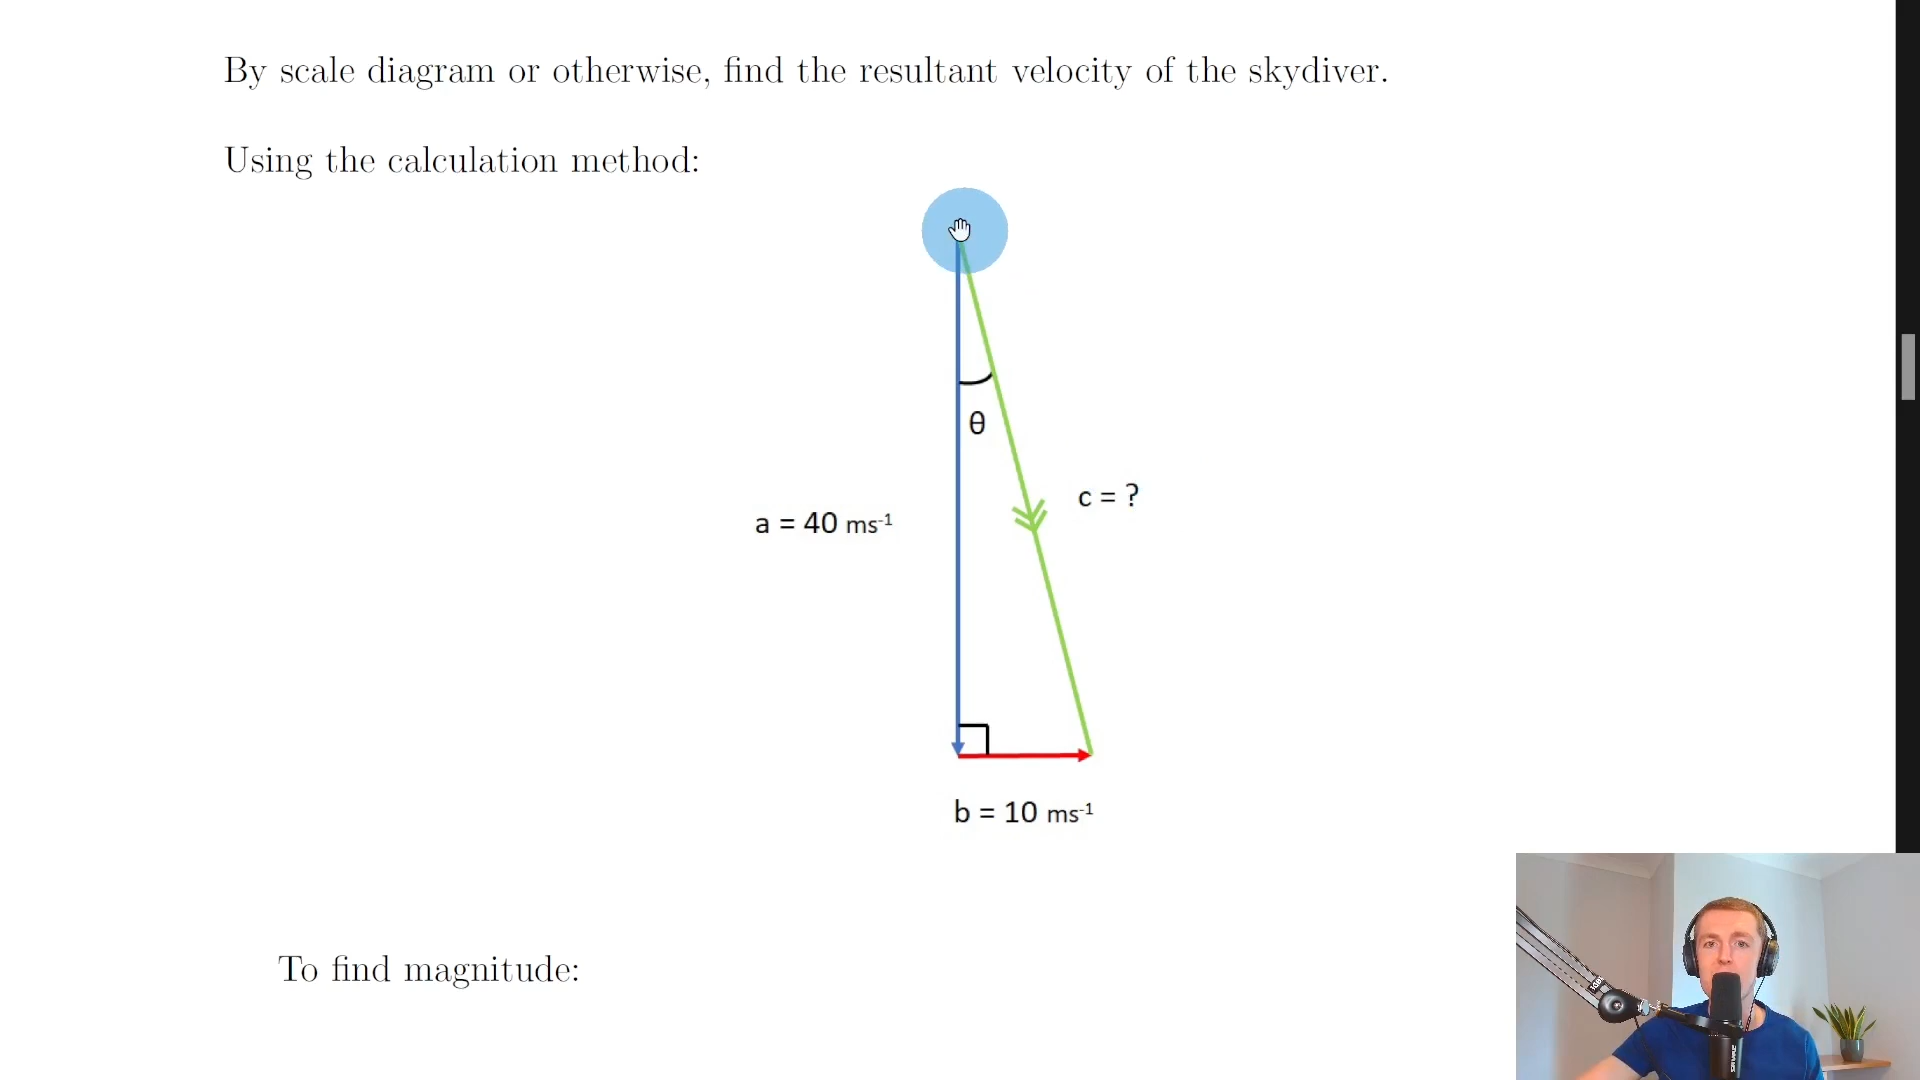 By scale diagram or otherwise, find the resultant velocity of the skydiver.
Using the calculation method:
θ
c = ?
a = 40 ms⁻¹
b = 10 ms⁻¹
To find magnitude: